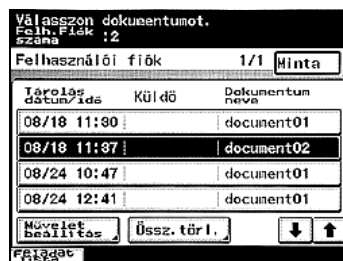 Válasszon dokumentumot.
Felh.Fiók
száma :2
Felhasználói fiók 1/1 Minta
Tárolás
dátum/idő Küldő Dokumentum
neve
08/18 11:30 document01
08/18 11:37 document02
08/24 10:47 document01
08/24 12:41 document01
Művelet
beállítás Össz.törl.
Feladat